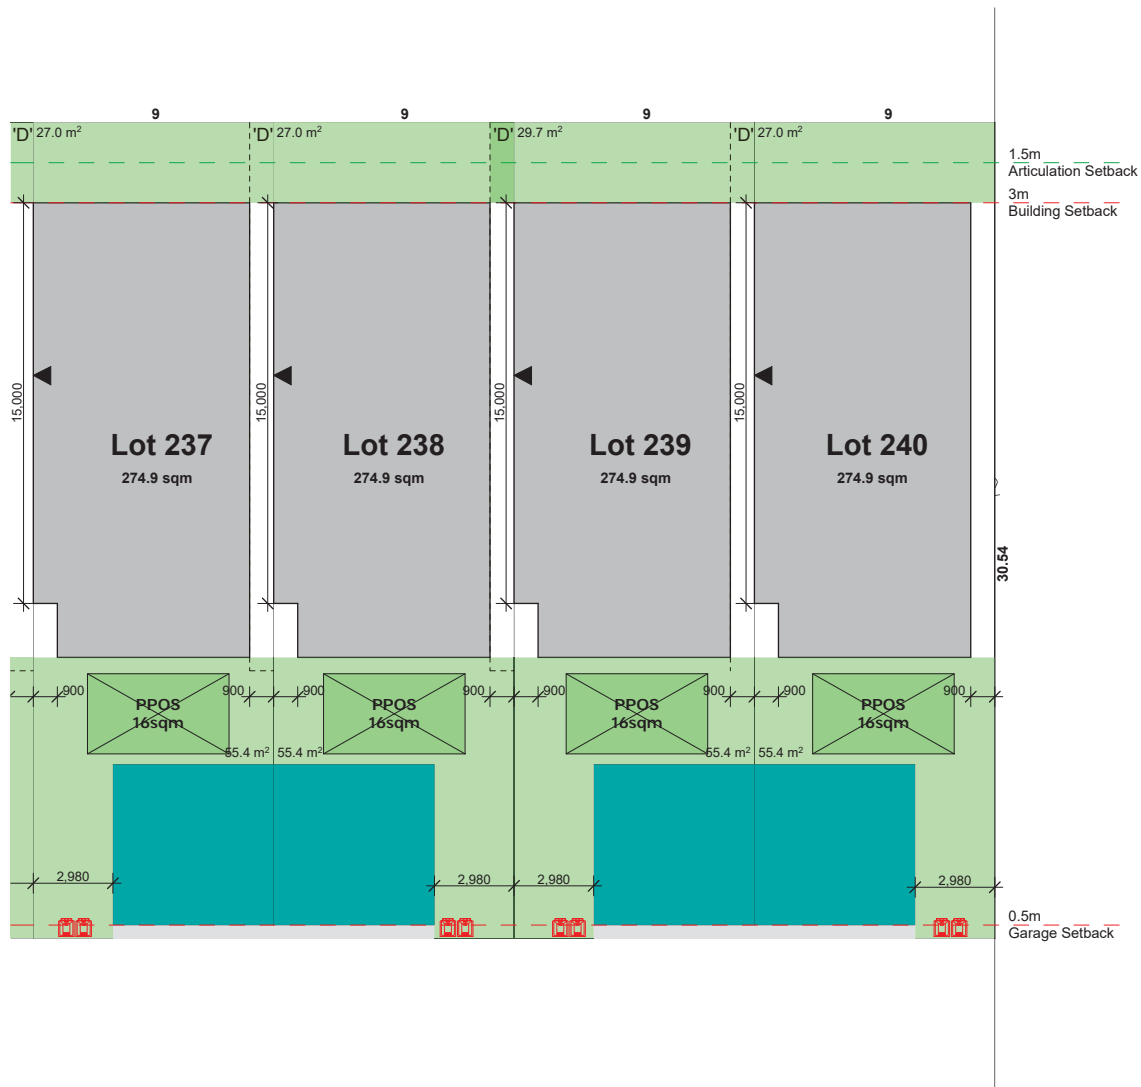 9 9 9 9
'D' 27.0 m² 'D' 27.0 m² 'D' 29.7 m² 'D' 27.0 m²
1.5m
Articulation Setback
3m
Building Setback
15,000 15,000 15,000 15,000
Lot 237 Lot 238 Lot 239 Lot 240
274.9 sqm 274.9 sqm 274.9 sqm 274.9 sqm
30.54
900 900 900 900 900 900 900 900
PPOS PPOS PPOS PPOS
16sqm 16sqm 16sqm 16sqm
55.4 m² 55.4 m² 55.4 m² 55.4 m²
2,980 2,980 2,980 2,980
0.5m
Garage Setback